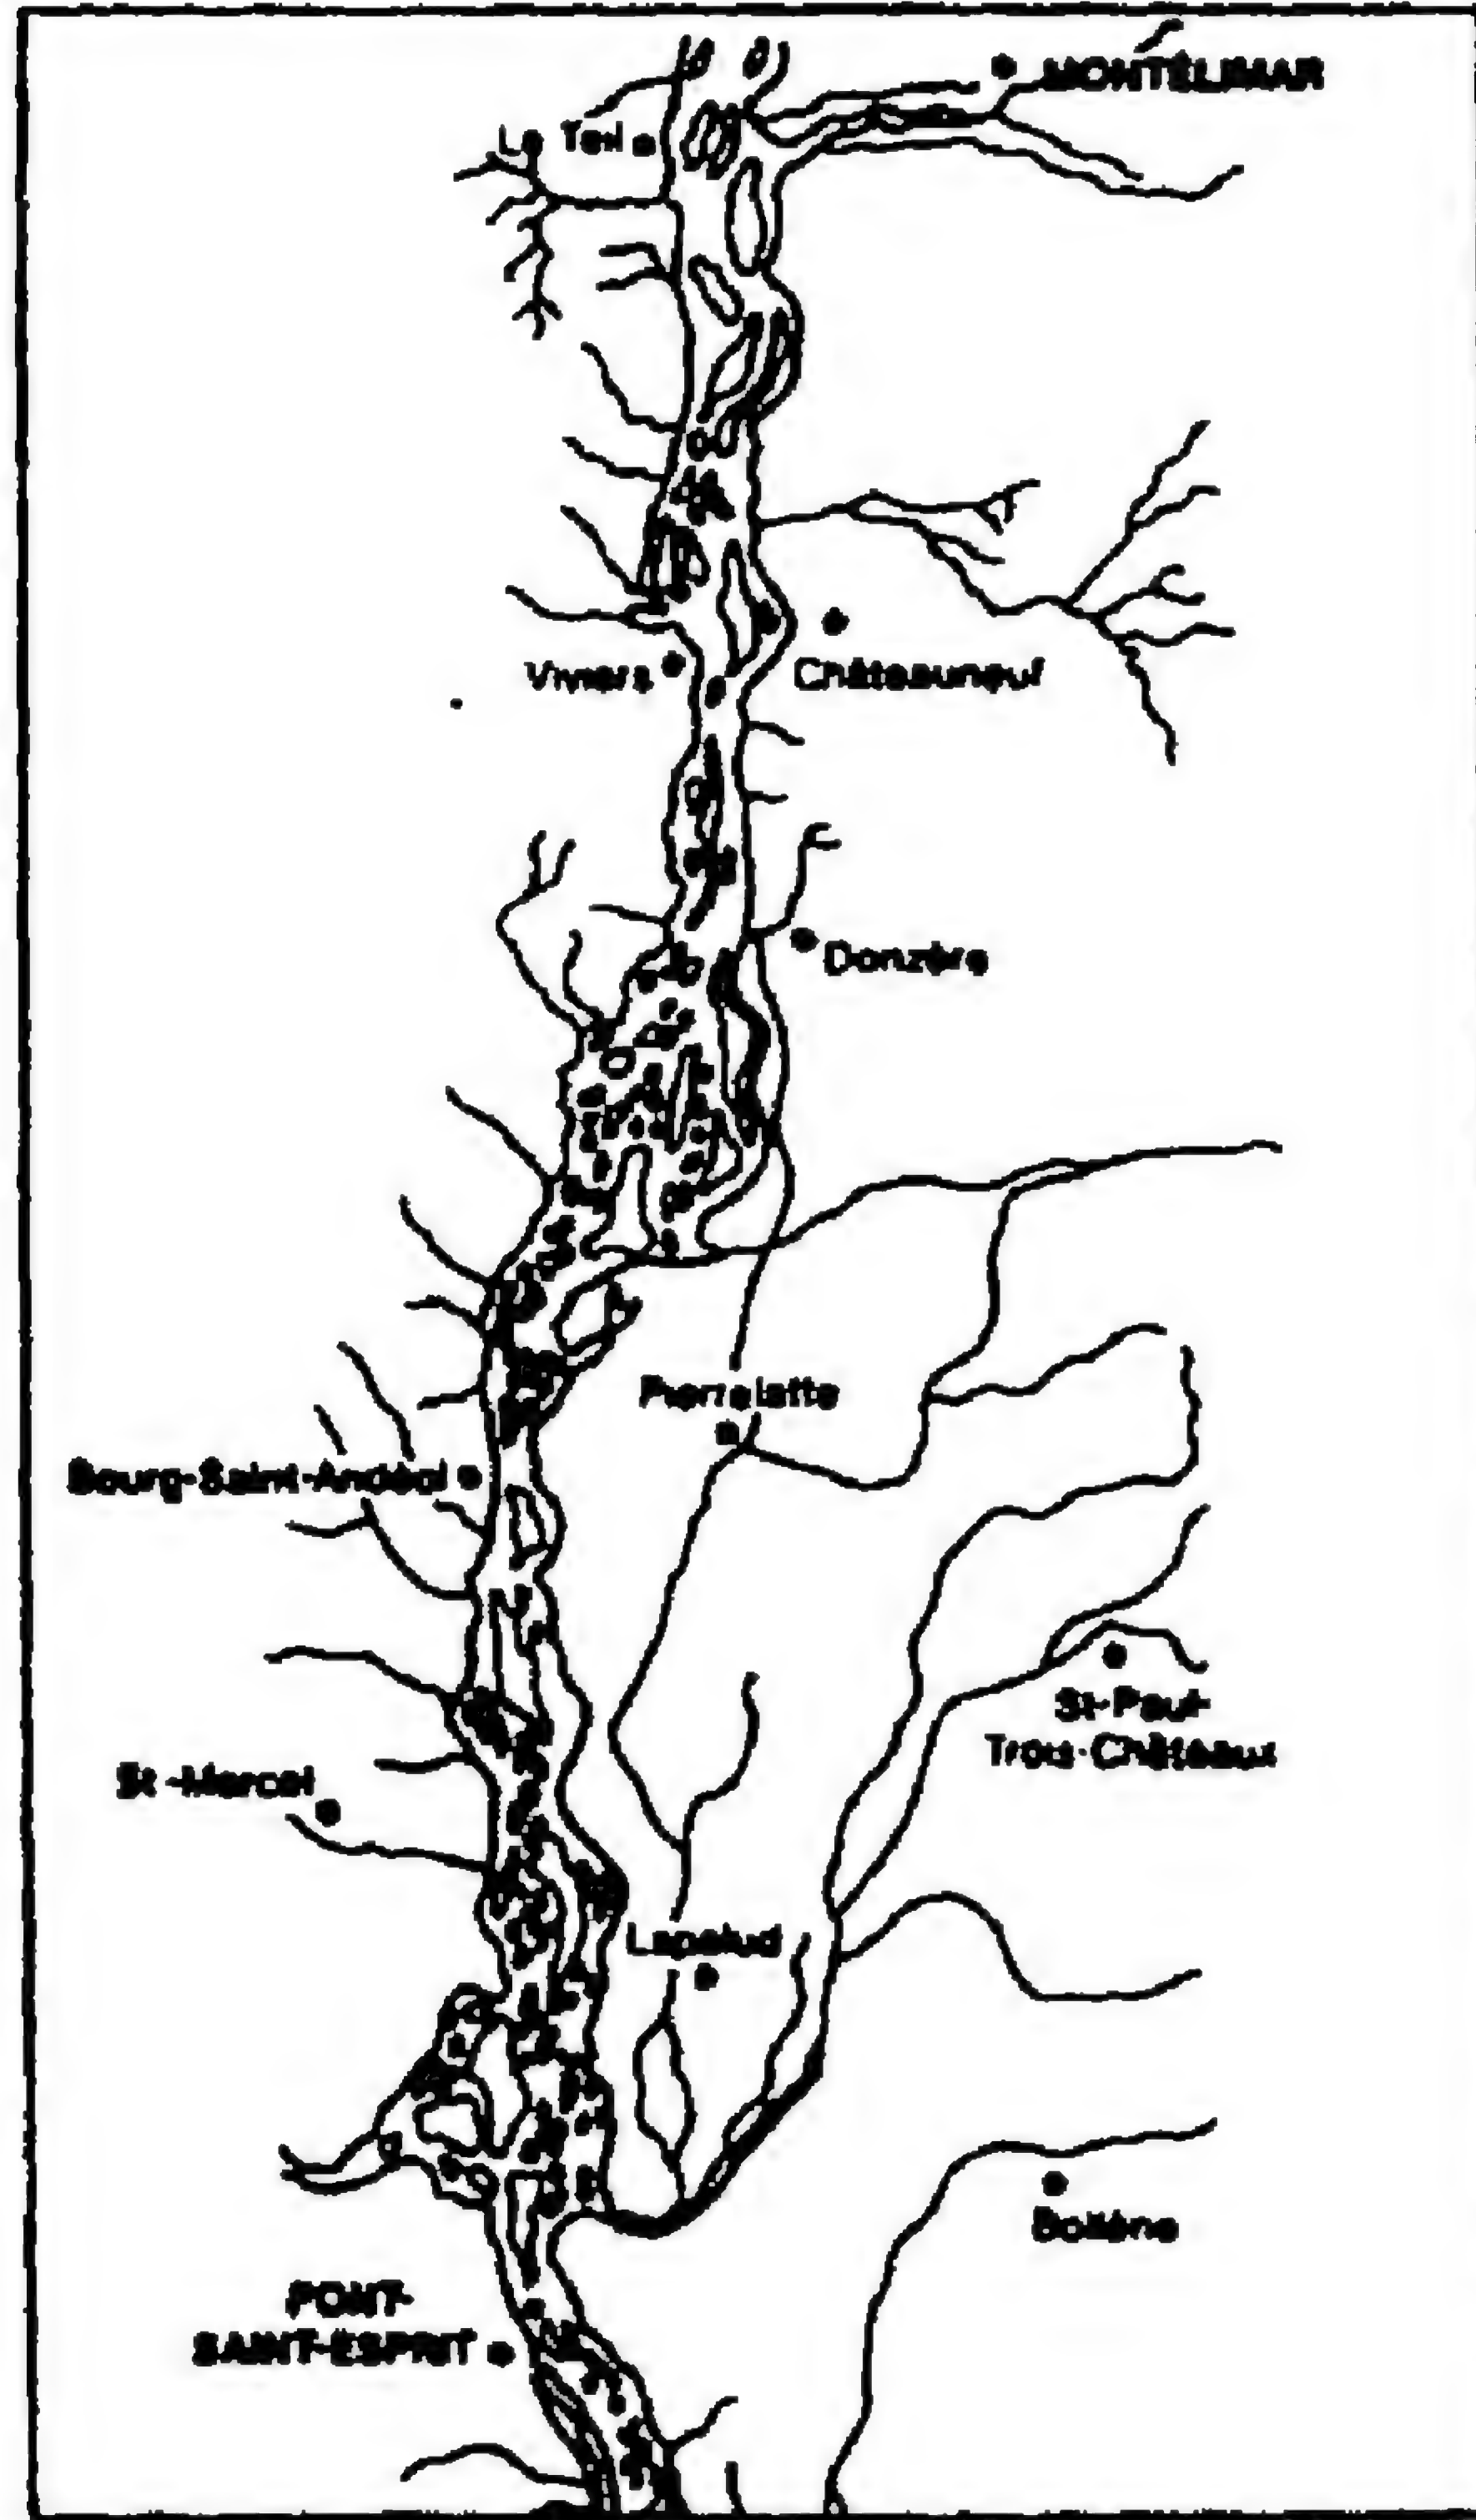 MONTÉLIMAR
Le Teil
Viviers
Châteauneuf
Donzère
Pierrelatte
Bourg-Saint-Andéol
St-Paul-
Trois-Châteaux
St-Marcel
Lapalud
Bollène
PONT-
SAINT-ESPRIT